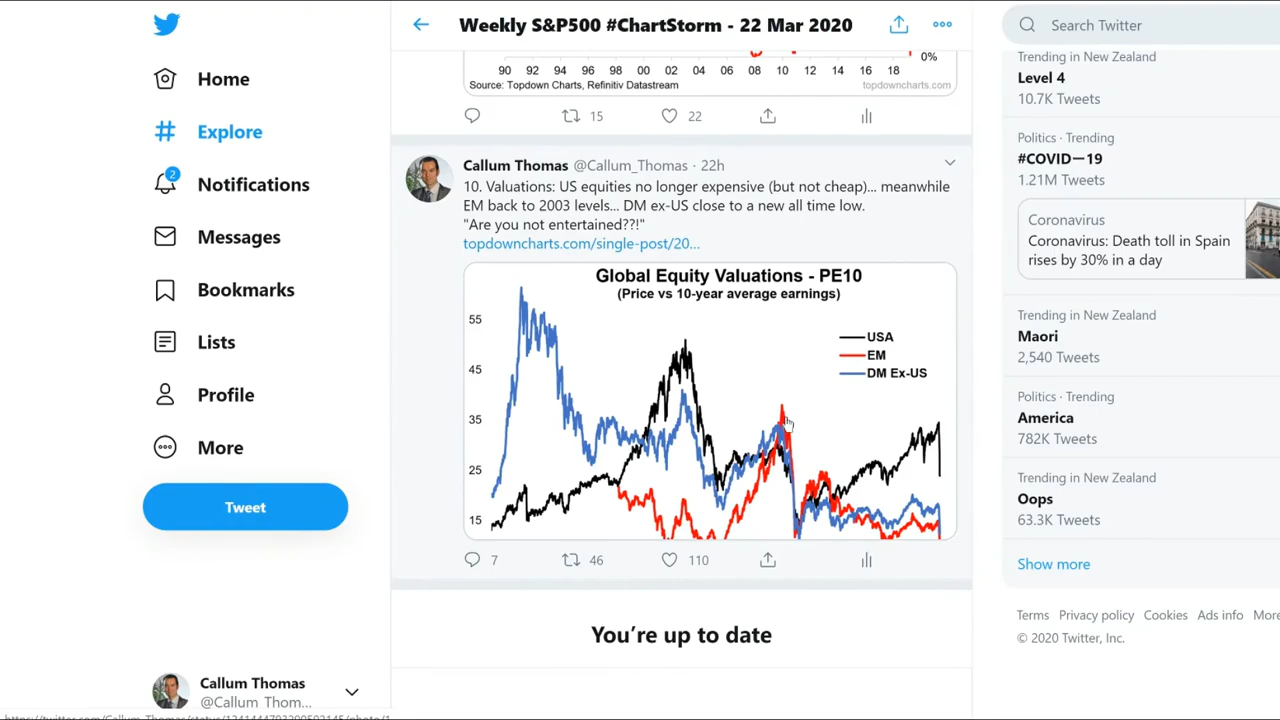 Weekly S&P500 #ChartStorm - 22 Mar 2020
Search Twitter
Home
Explore
2
Notifications
Messages
Bookmarks
Lists
Profile
More
Tweet
Callum Thomas
@Callum_Thom...
0%
90 92 94 96 98 00 02 04 06 08 10 12 14 16 18
Source: Topdown Charts, Refinitiv Datastream
topdowncharts.com
15
22
Callum Thomas @Callum_Thomas · 22h
10. Valuations: US equities no longer expensive (but not cheap)... meanwhile
EM back to 2003 levels... DM ex-US close to a new all time low.
"Are you not entertained??!"
topdowncharts.com/single-post/20...
Global Equity Valuations - PE10
(Price vs 10-year average earnings)
55
45
35
25
15
USA
EM
DM Ex-US
7
46
110
You're up to date
Trending in New Zealand
Level 4
10.7K Tweets
Politics · Trending
#COVID—19
1.21M Tweets
Coronavirus
Coronavirus: Death toll in Spain
rises by 30% in a day
Trending in New Zealand
Maori
2,540 Tweets
Politics · Trending
America
782K Tweets
Trending in New Zealand
Oops
63.3K Tweets
Show more
Terms Privacy policy Cookies Ads info
© 2020 Twitter, Inc.